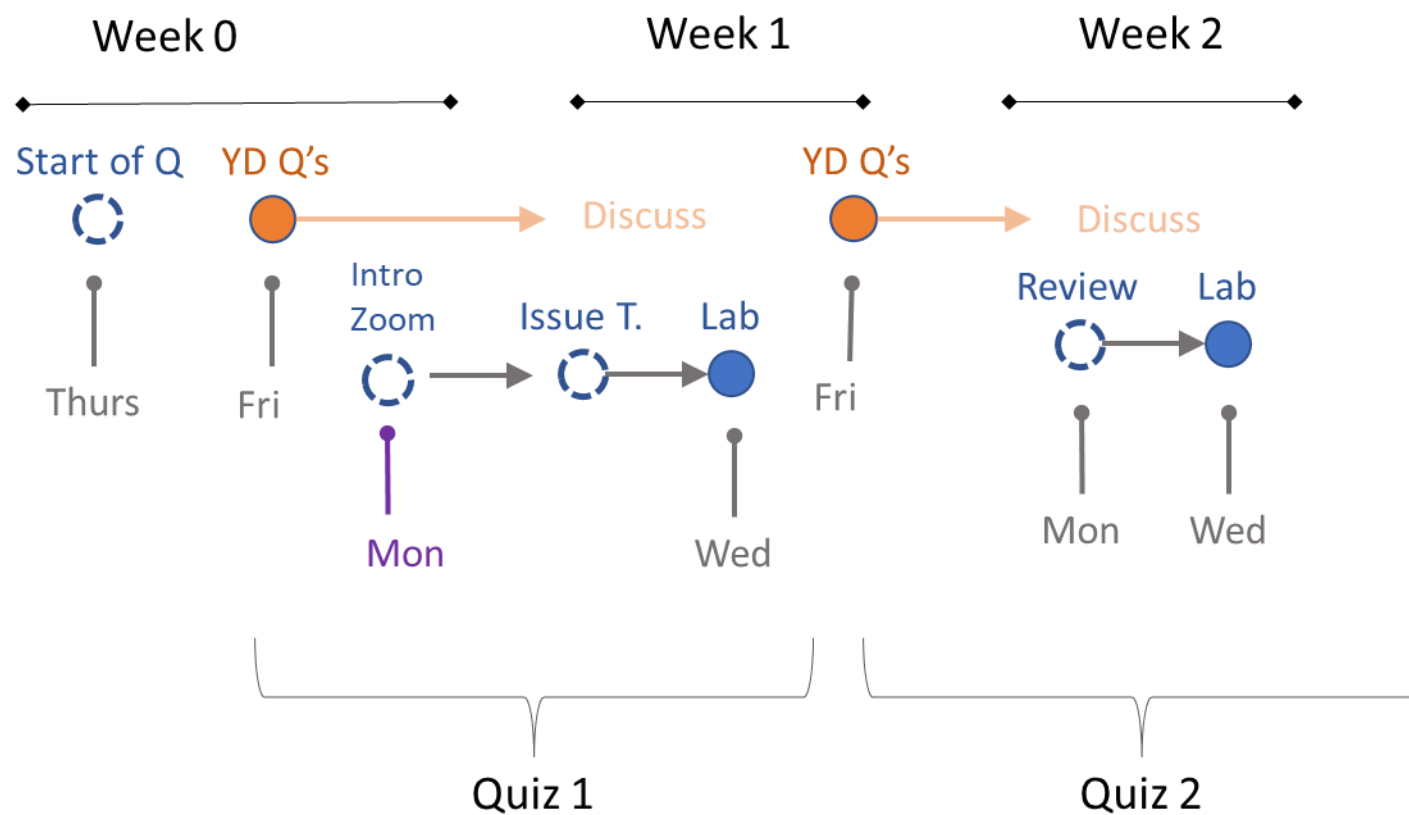 Week 0
Week 1
Week 2
Start of Q
YD Q's
YD Q's
Discuss
Discuss
Intro
Zoom
Issue T.
Lab
Review
Lab
Thurs
Fri
Fri
Mon
Wed
Mon
Wed
Quiz 1
Quiz 2